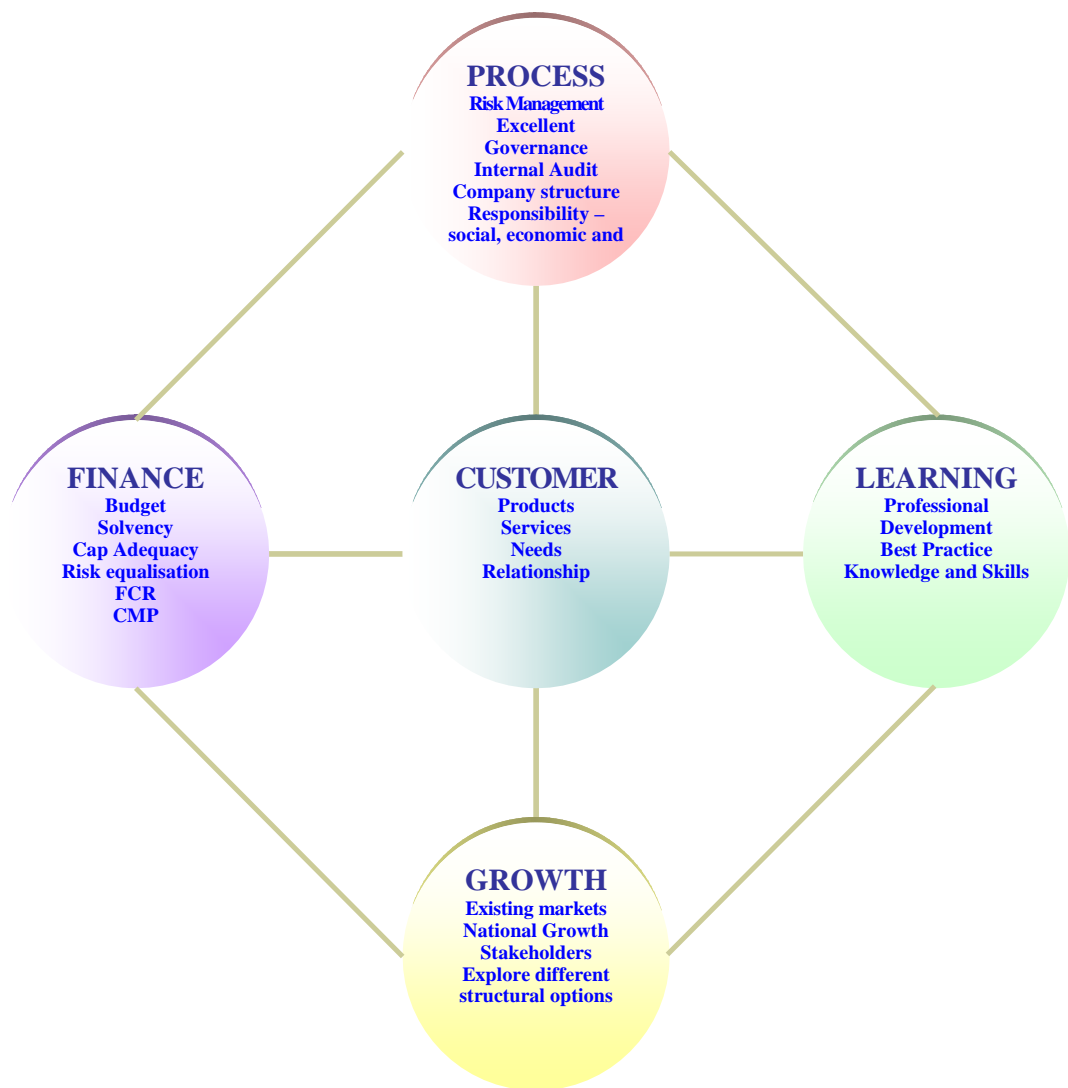 PROCESS
Risk Management
Excellent
Governance
Internal Audit
Company structure
Responsibility –
social, economic and
FINANCE
Budget
Solvency
Cap Adequacy
Risk equalisation
FCR
CMP
CUSTOMER
Products
Services
Needs
Relationship
LEARNING
Professional
Development
Best Practice
Knowledge and Skills
GROWTH
Existing markets
National Growth
Stakeholders
Explore different
structural options